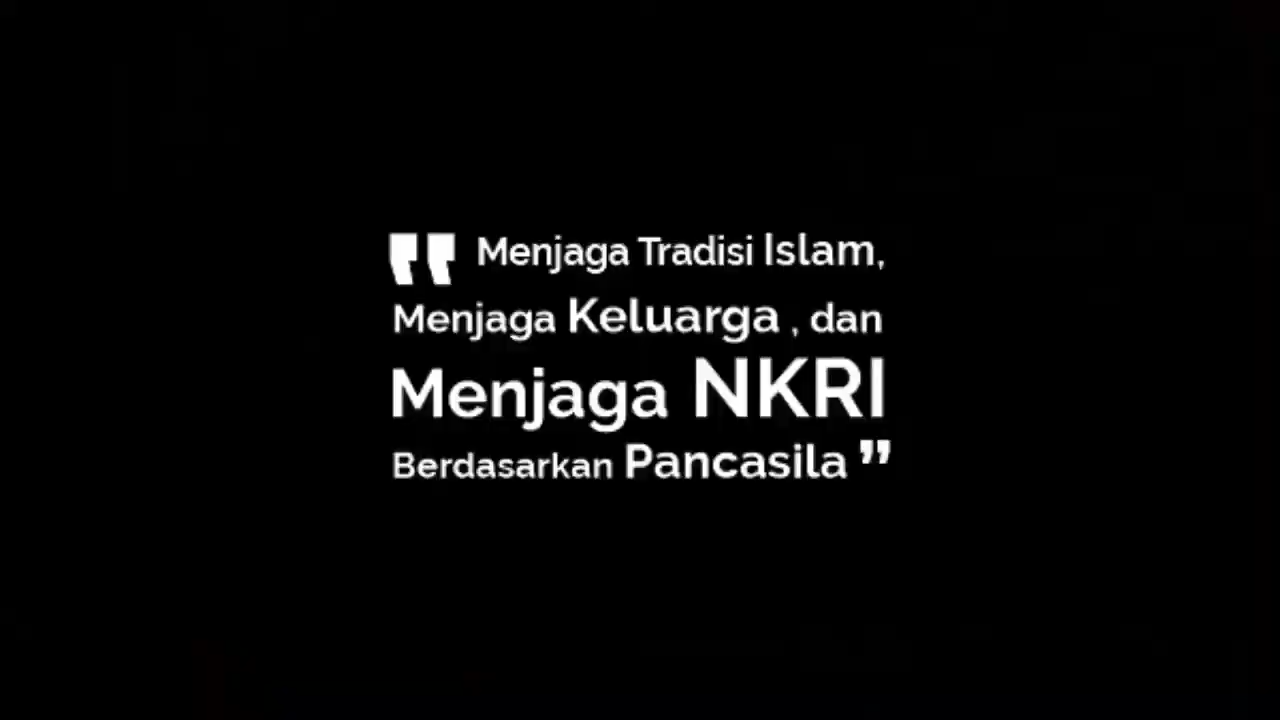 " Menjaga Tradisi Islam,
Menjaga Keluarga , dan
Menjaga NKRI
Berdasarkan Pancasila "